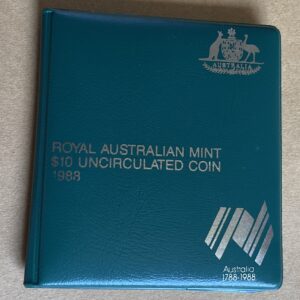 AUSTRALIA
ROYAL AUSTRALIAN MINT
$10 UNCIRCULATED COIN
1988
Australia
1788-1988